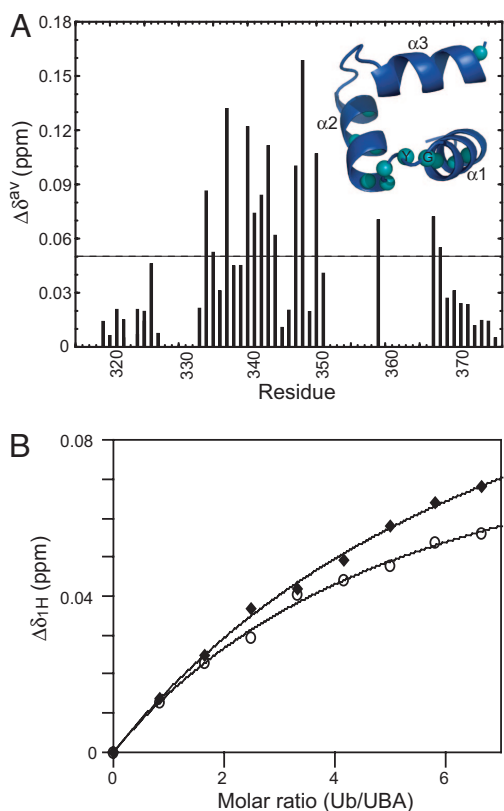 A
0.18
0.15
0.12
0.09
0.06
0.03
0
Δδᵃᵛ (ppm)
α3
α2
Y
G
α1
320
330
340
350
360
370
Residue
B
0.08
0.04
0
Δδ1H (ppm)
0
2
4
6
Molar ratio (Ub/UBA)